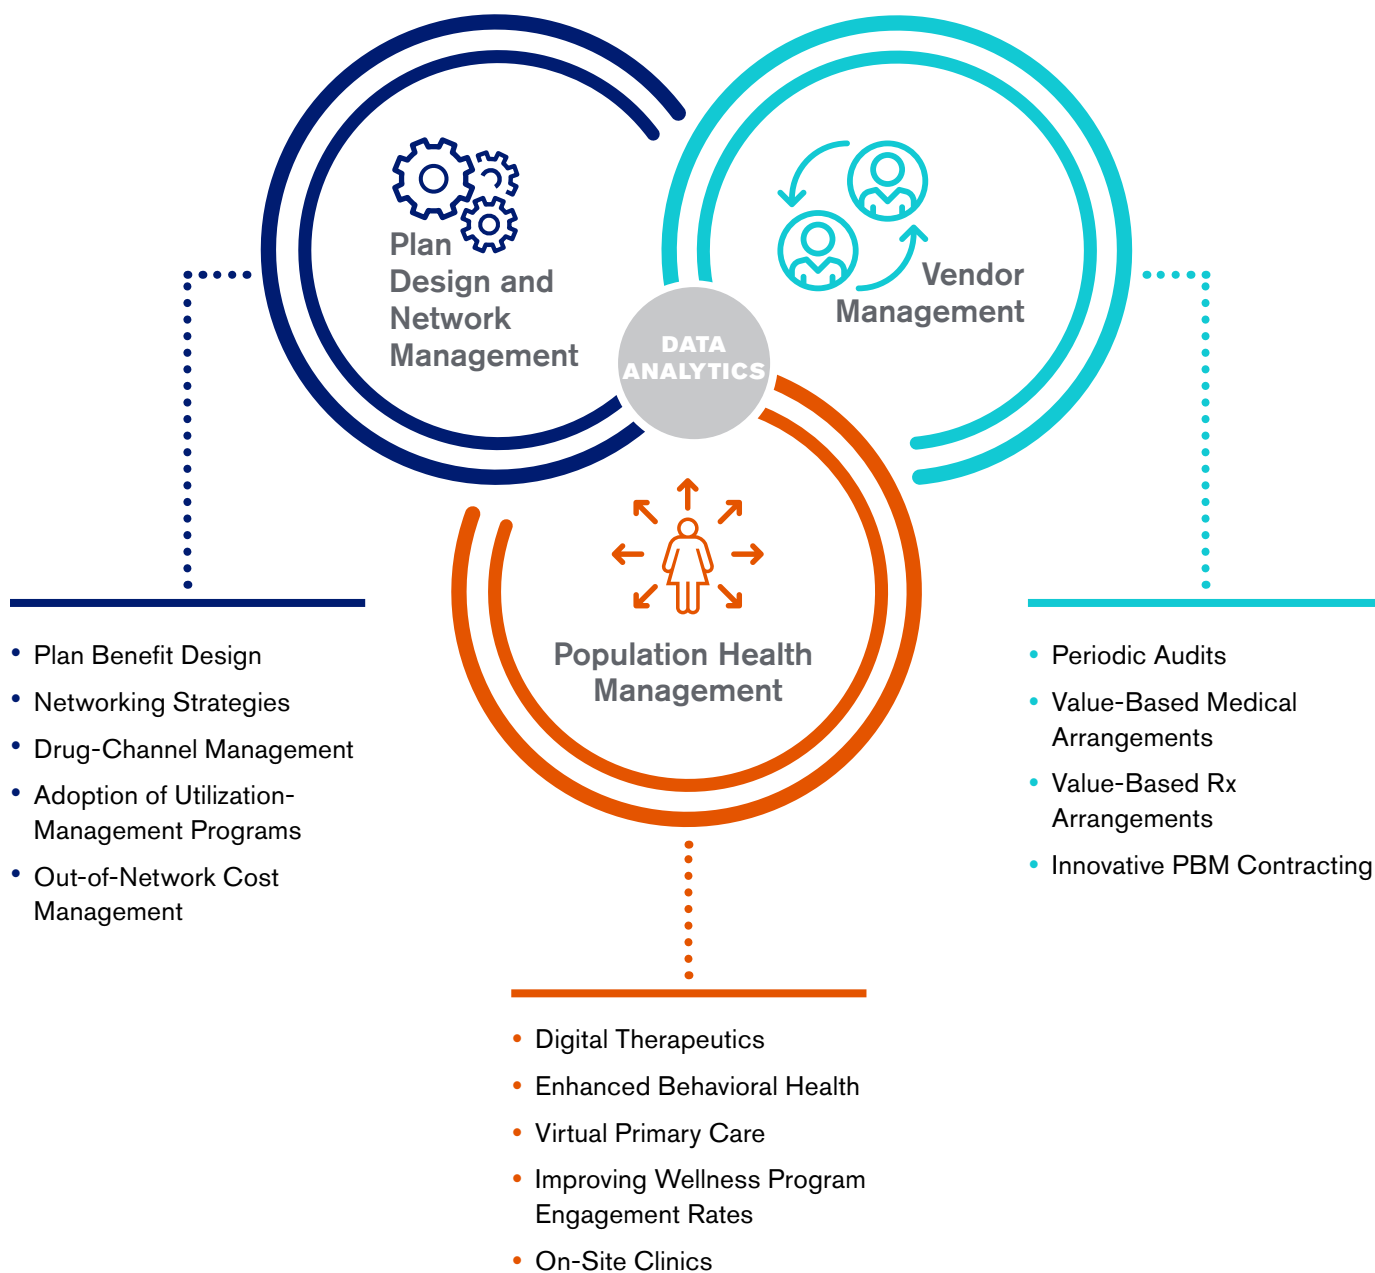 Plan
Design and
Network
Management
Vendor
Management
DATA
ANALYTICS
Population Health
Management
• Plan Benefit Design
• Networking Strategies
• Drug-Channel Management
• Adoption of Utilization-
Management Programs
• Out-of-Network Cost
Management
• Periodic Audits
• Value-Based Medical
Arrangements
• Value-Based Rx
Arrangements
• Innovative PBM Contracting
• Digital Therapeutics
• Enhanced Behavioral Health
• Virtual Primary Care
• Improving Wellness Program
Engagement Rates
• On-Site Clinics